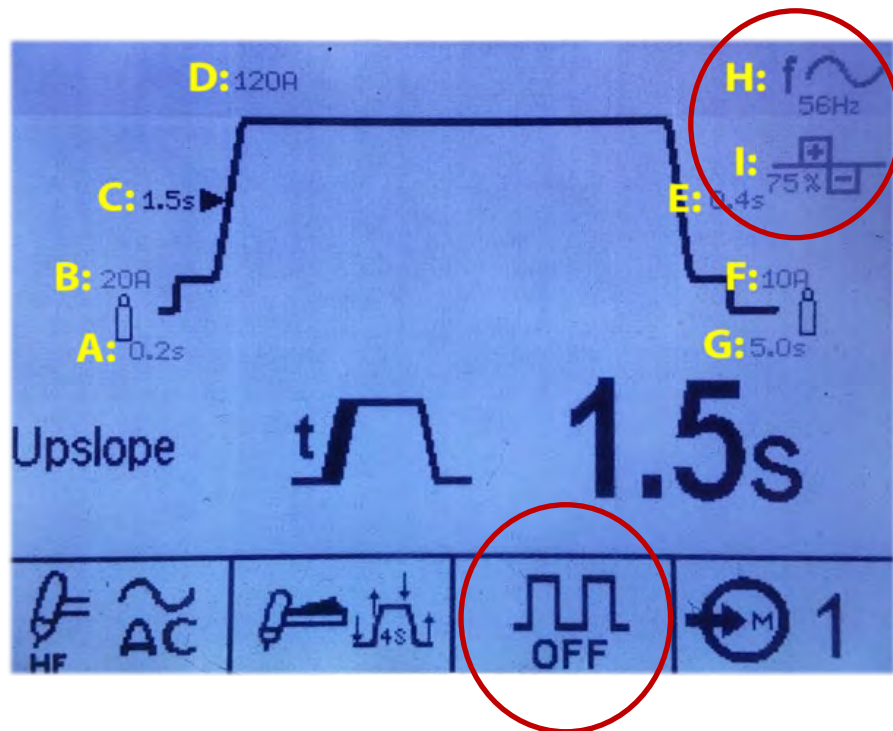 D: 120A
H: f
56Hz
I: + 75% -
C: 1.5s
E: 0.4s
B: 20A
F: 10A
A: 0.2s
G: 5.0s
Upslope t 1.5s
HF AC
4s
OFF
M 1